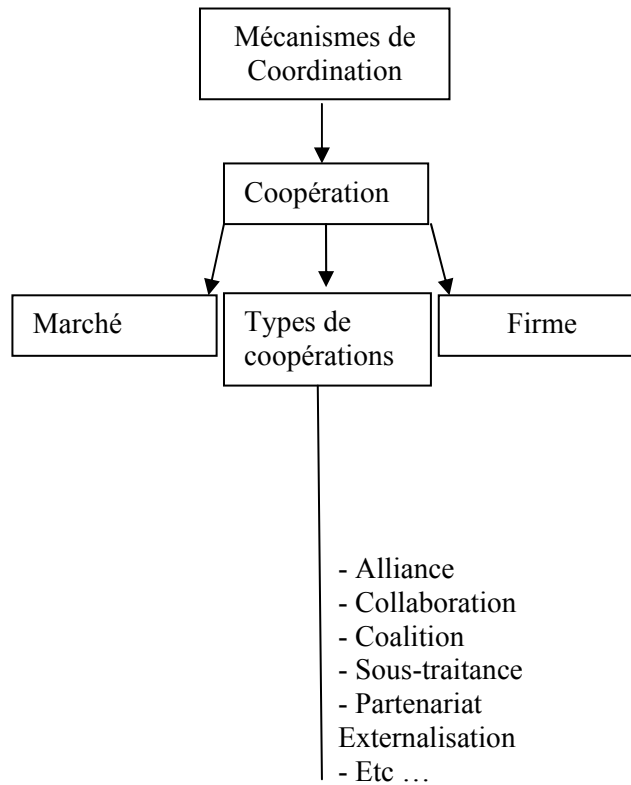 Mécanismes de
Coordination
Coopération
Marché
Types de
coopérations
Firme
- Alliance
- Collaboration
- Coalition
- Sous-traitance
- Partenariat
Externalisation
- Etc …